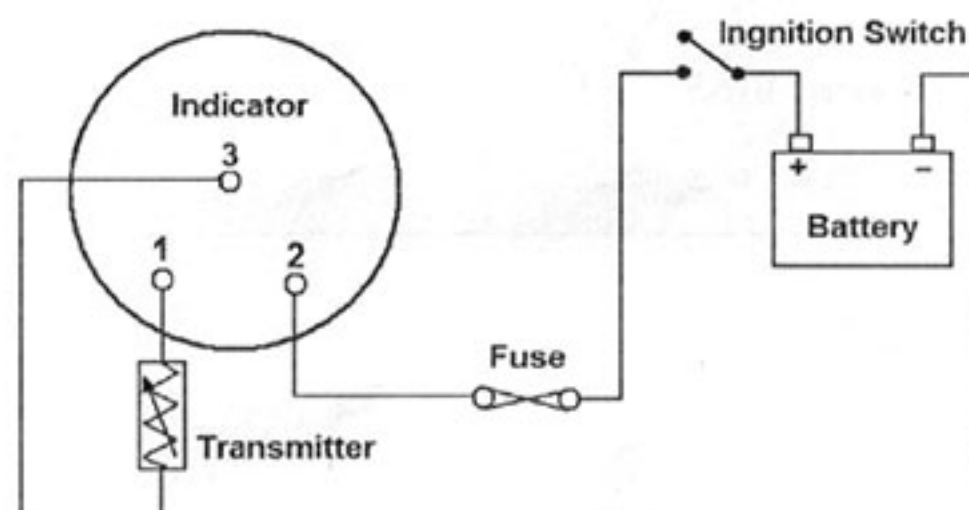 Ingnition Switch
Indicator
3
+ −
Battery
1 2
Fuse
Transmitter